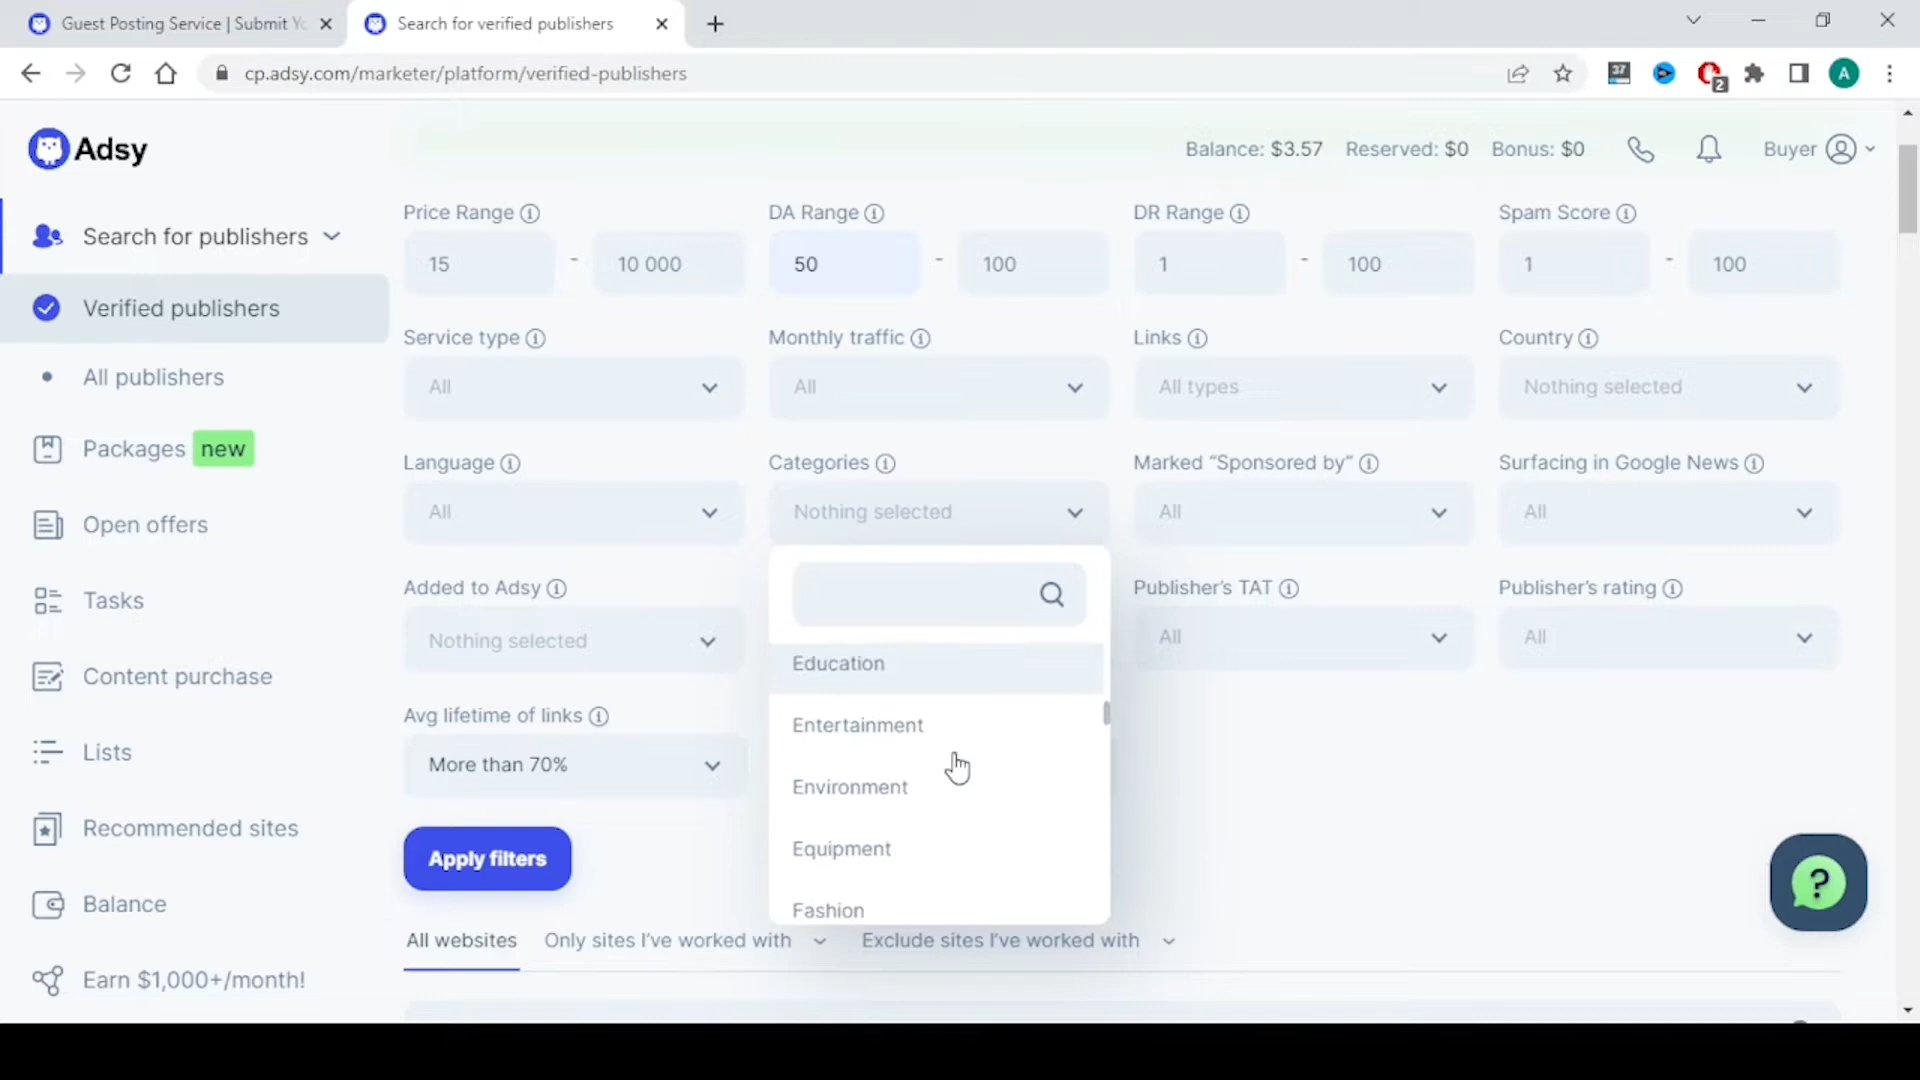 Guest Posting Service | Submit Yo
Search for verified publishers
cp.adsy.com/marketer/platform/verified-publishers
37
2
A
Adsy
Balance: $3.57
Reserved: $0
Bonus: $0
Buyer
Search for publishers
Verified publishers
All publishers
Packages new
Open offers
Tasks
Content purchase
Lists
Recommended sites
Balance
Earn $1,000+/month!
Price Range
15 - 10 000
DA Range
50 - 100
DR Range
1 - 100
Spam Score
1 - 100
Service type
All
Monthly traffic
All
Links
All types
Country
Nothing selected
Language
All
Categories
Nothing selected
Marked “Sponsored by”
All
Surfacing in Google News
All
Added to Adsy
Nothing selected
Education
Entertainment
Environment
Equipment
Fashion
Publisher’s TAT
All
Publisher’s rating
All
Avg lifetime of links
More than 70%
Apply filters
?
All websites
Only sites I’ve worked with
Exclude sites I’ve worked with